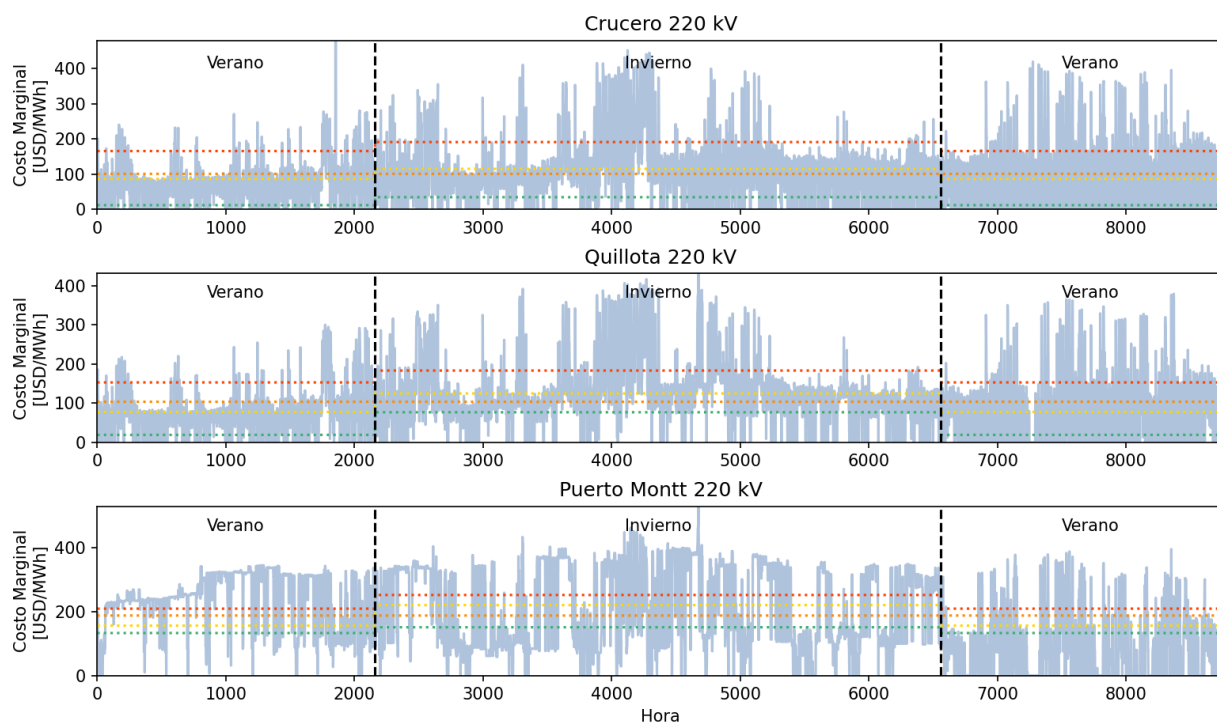 Crucero 220 kV
Costo Marginal
[USD/MWh]
400
300
200
100
0
Verano
Invierno
Verano
0
1000
2000
3000
4000
5000
6000
7000
8000
Quillota 220 kV
Costo Marginal
[USD/MWh]
400
300
200
100
0
Verano
Invierno
Verano
0
1000
2000
3000
4000
5000
6000
7000
8000
Puerto Montt 220 kV
Costo Marginal
[USD/MWh]
400
200
0
Verano
Invierno
Verano
0
1000
2000
3000
4000
5000
6000
7000
8000
Hora